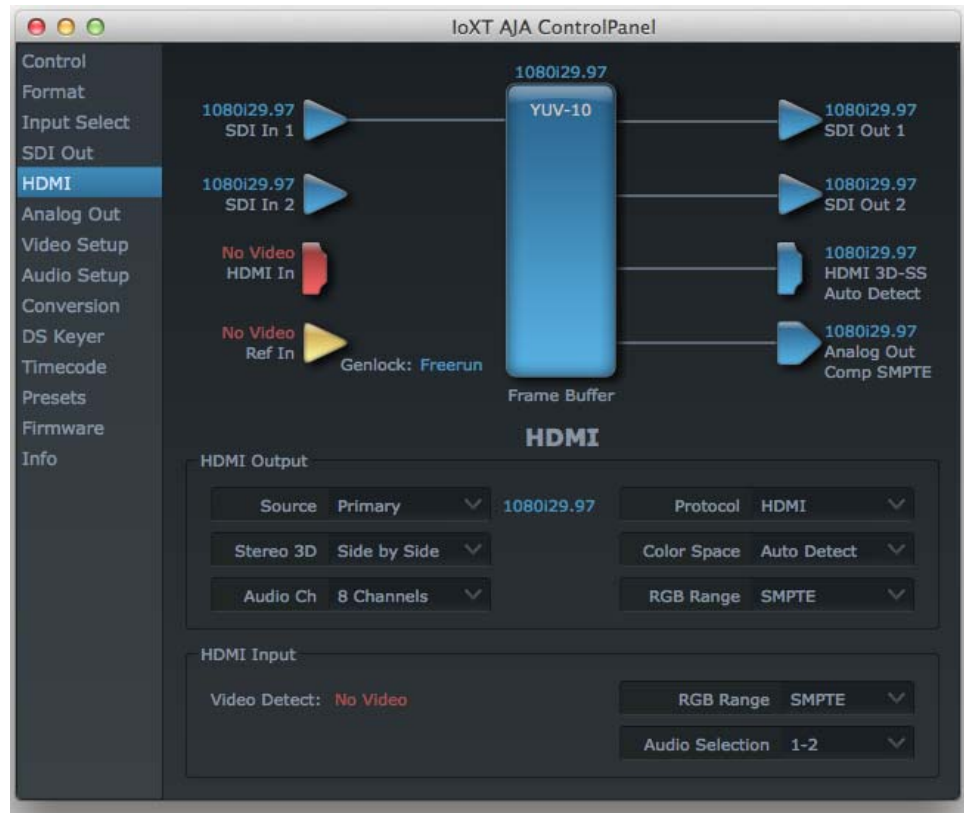 IoXT AJA ControlPanel
Control
Format
Input Select
SDI Out
HDMI
Analog Out
Video Setup
Audio Setup
Conversion
DS Keyer
Timecode
Presets
Firmware
Info
1080i29.97
YUV-10
Frame Buffer
1080i29.97
SDI In 1
1080i29.97
SDI In 2
No Video
HDMI In
No Video
Ref In
Genlock: Freerun
1080i29.97
SDI Out 1
1080i29.97
SDI Out 2
1080i29.97
HDMI 3D-SS
Auto Detect
1080i29.97
Analog Out
Comp SMPTE
HDMI
HDMI Output
Source Primary 1080i29.97 Protocol HDMI
Stereo 3D Side by Side Color Space Auto Detect
Audio Ch 8 Channels RGB Range SMPTE
HDMI Input
Video Detect: No Video RGB Range SMPTE
Audio Selection 1-2